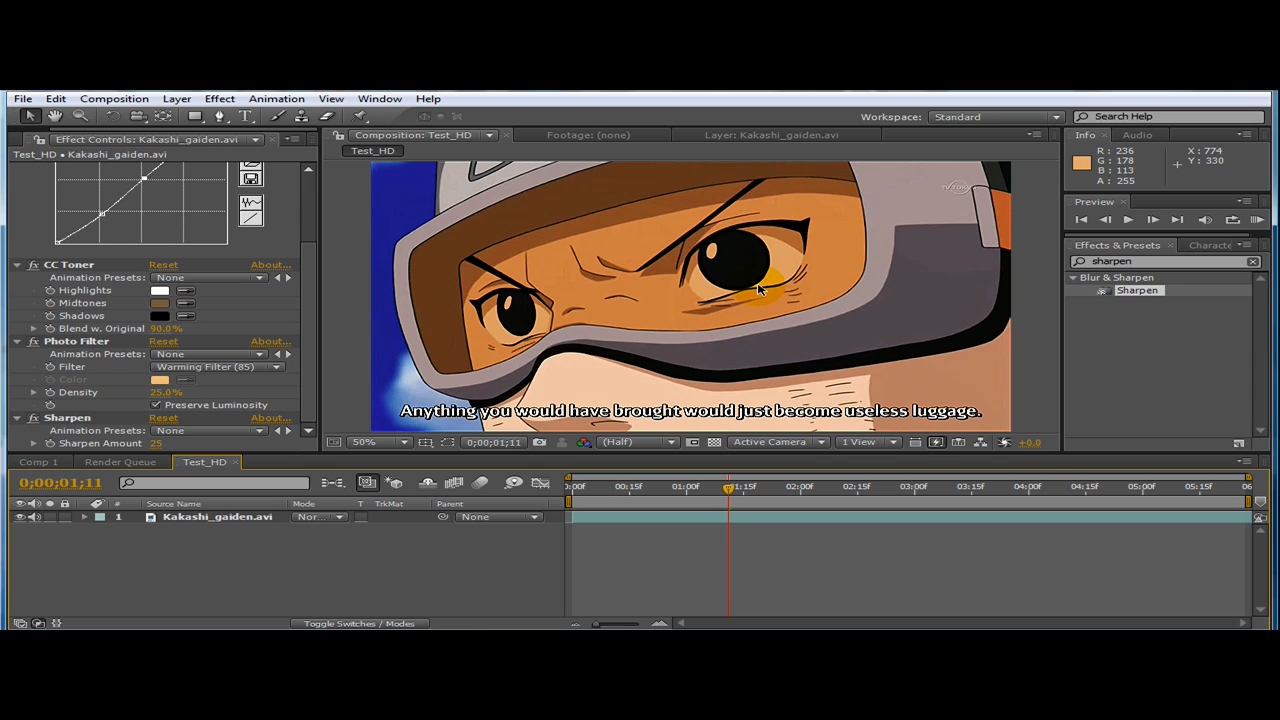 File Edit Composition Layer Effect Animation View Window Help
Workspace: Standard Search Help
Effect Controls: Kakashi_gaiden.avi
Test_HD • Kakashi_gaiden.avi
CC Toner Reset About...
Animation Presets: None
Highlights
Midtones
Shadows
Blend w. Original 90.0%
Photo Filter Reset About...
Animation Presets: None
Filter Warming Filter (85)
Color
Density 25.0%
Preserve Luminosity
Sharpen Reset About...
Animation Presets: None
Sharpen Amount 25
Composition: Test_HD Footage: (none) Layer: Kakashi_gaiden.avi
Test_HD
Anything you would have brought would just become useless luggage.
50% 0;00;01;11 (Half) Active Camera 1 View +0.0
Info Audio
R: 236 X: 774
G: 178 Y: 330
B: 113
A: 255
Preview
Effects & Presets Characte
sharpen
Blur & Sharpen
Sharpen
Comp 1 Render Queue Test_HD
0;00;01;11
:00f 00:15f 01:00f 01:15f 02:00f 02:15f 03:00f 03:15f 04:00f 04:15f 05:00f 05:15f 06
# Source Name Mode T TrkMat Parent
1 Kakashi_gaiden.avi Nor... None
Toggle Switches / Modes